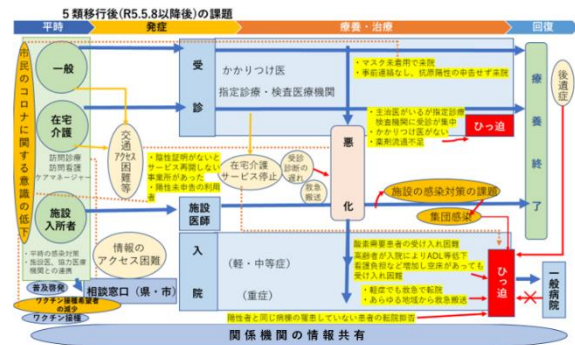 5類移行後(R5.5.8以降後)の課題
平時
発症
療養・治療
回復
市民のコロナに関する意識の低下
一般
在宅
介護
訪問診療
訪問看護
ケアマネージャー
施設
入所者
・平時の感染対策
・施設医、協力医療
機関との連携
普及啓発
ワクチン接種希望者
の減少
ワクチン接種
交通
アクセス
困難等
情報の
アクセス困難
相談窓口(県・市)
受診
かかりつけ医
指定診療・検査医療機関
・マスク未着用で来院
・事前連絡なし、抗原陽性の申告せず来院
・主治医がいるが指定診療
検査機関に受診が集中
・かかりつけ医がない
・薬剤流通不足
ひっ迫
・陰性証明がないと
サービス再開しない
事業所があった
・陽性未申告の利用
者
在宅介護
サービス停止
受診
診断の
遅れ
救急
搬送
悪化
施設
医師
・施設の感染対策の課題
集団感染
入院
(軽・中等症)
(重症)
酸素需要患者の受け入れ困難
高齢者が入院によりADL等低下
看護負担など増加し空床があっても
受け入れ困難
・軽症でも救急で転院
・あらゆる地域から救急搬送
陽性者と同じ病棟の罹患していない患者の転院拒否
ひっ迫
一般
病院
後遺症
療養終了
関係機関の情報共有